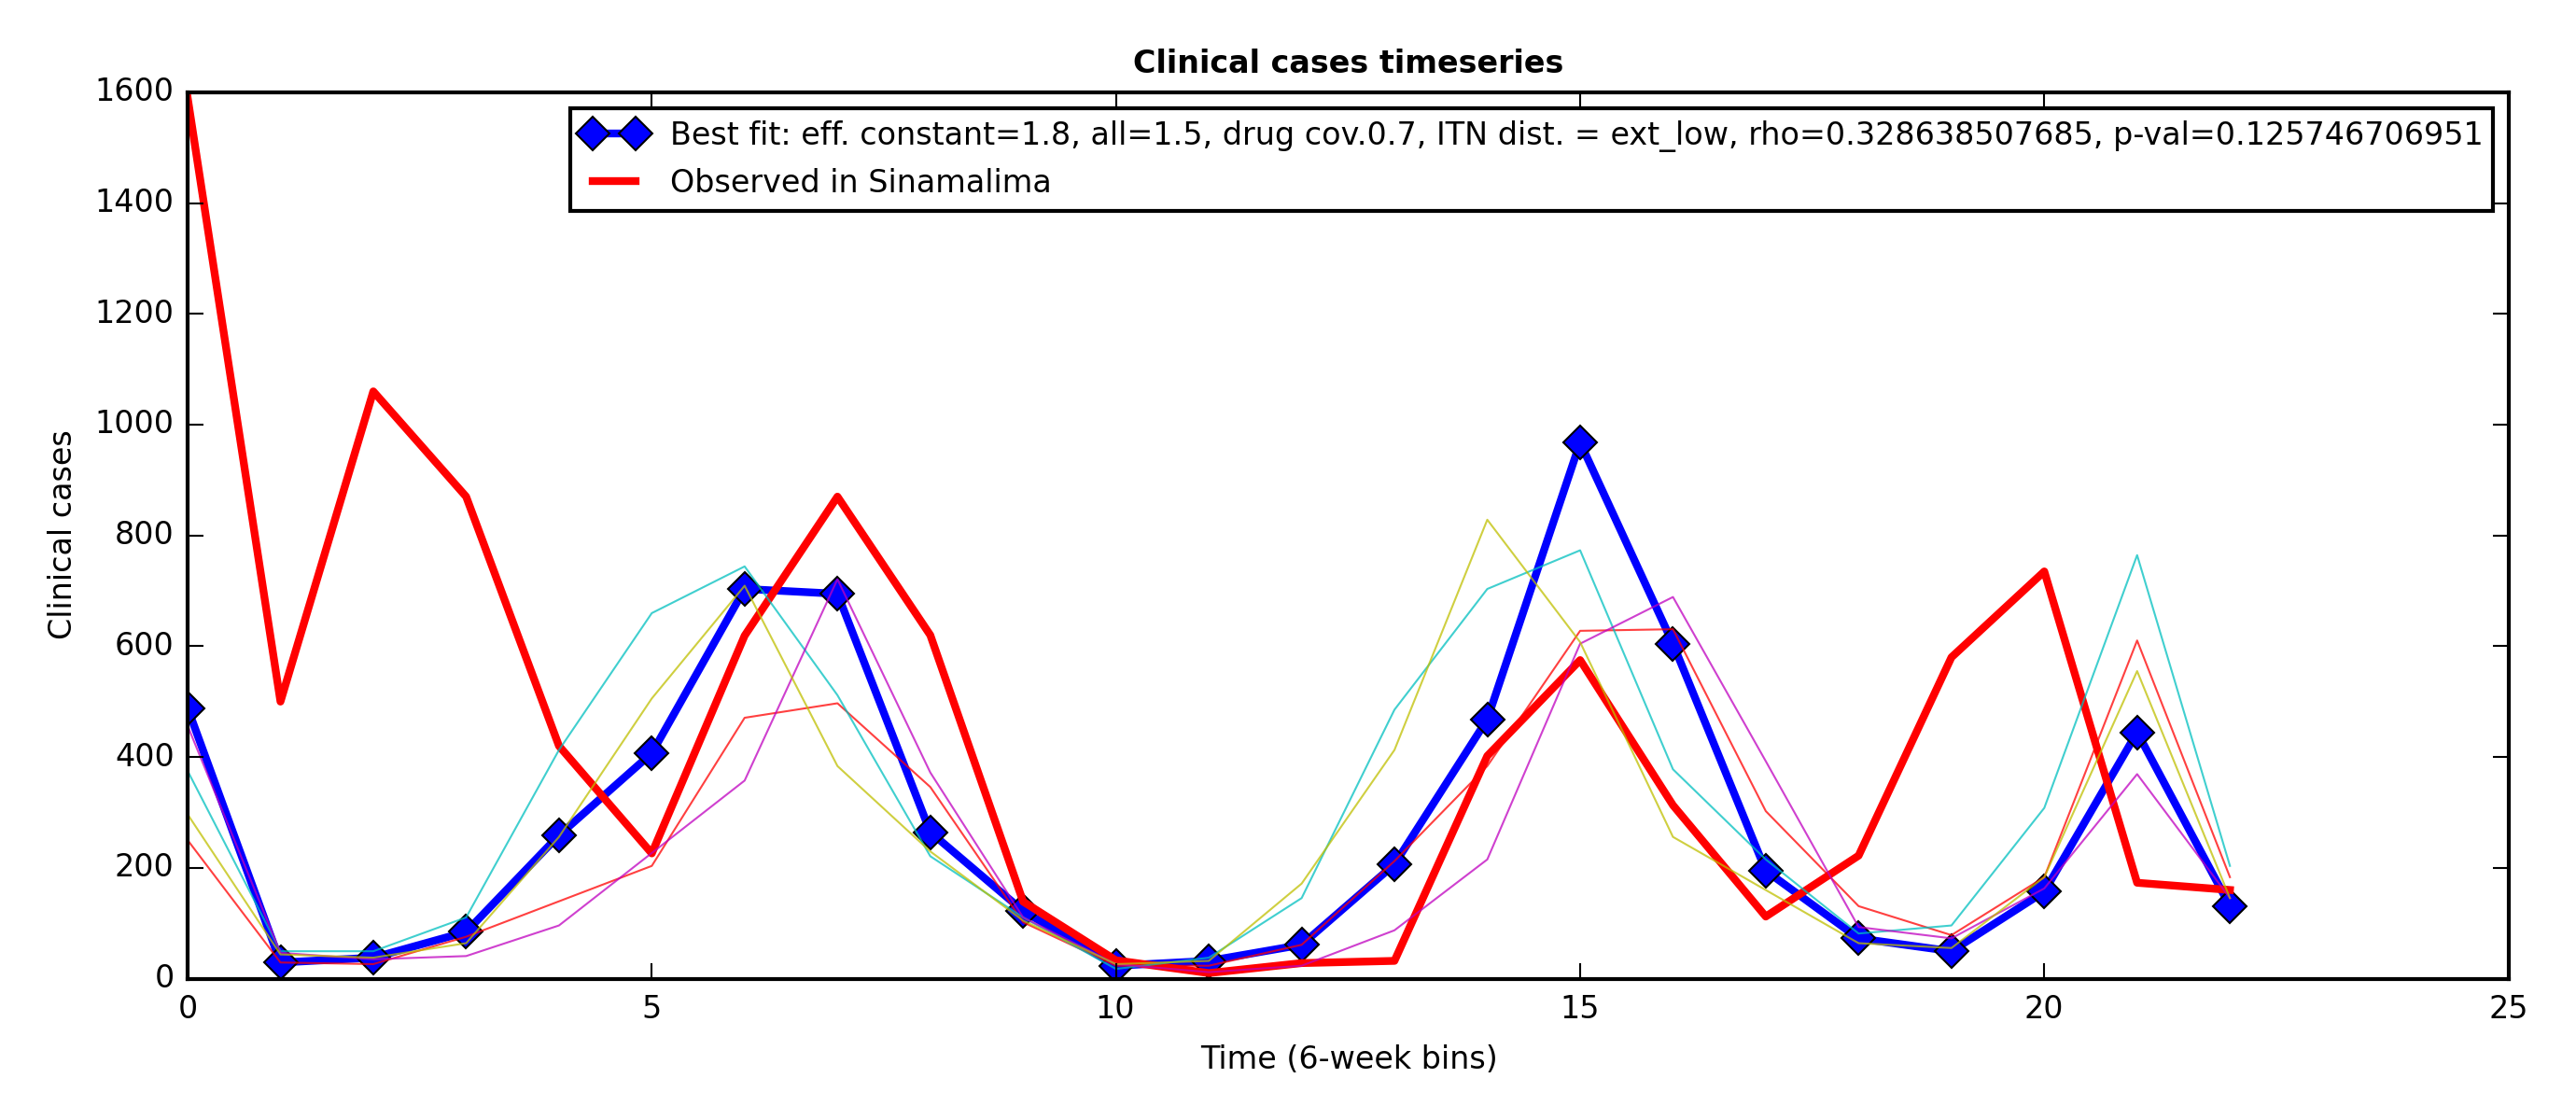 Clinical cases timeseries
1600
1400
1200
1000
800
600
400
200
0
Clinical cases
Best fit: eff. constant=1.8, all=1.5, drug cov.0.7, ITN dist. = ext_low, rho=0.328638507685, p-val=0.125746706951
Observed in Sinamalima
0 5 10 15 20 25
Time (6-week bins)